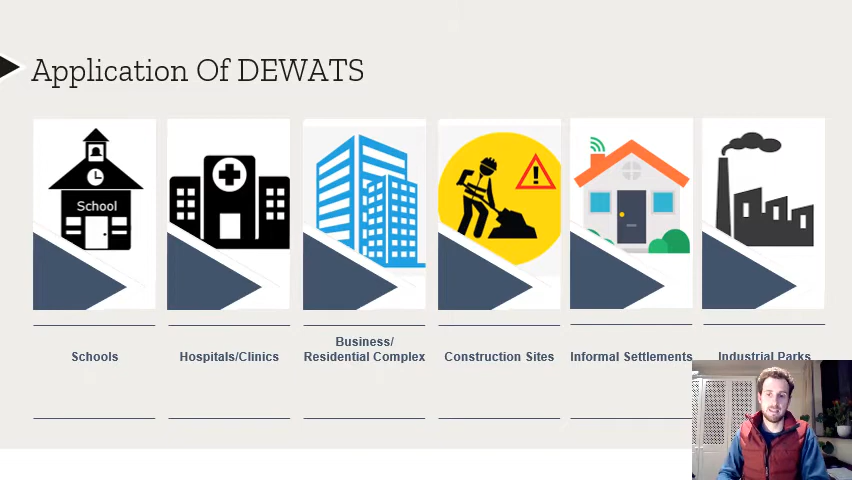 Application Of DEWATS
School
!
Schools
Hospitals/Clinics
Business/
Residential Complex
Construction Sites
Informal Settlements
Industrial Parks